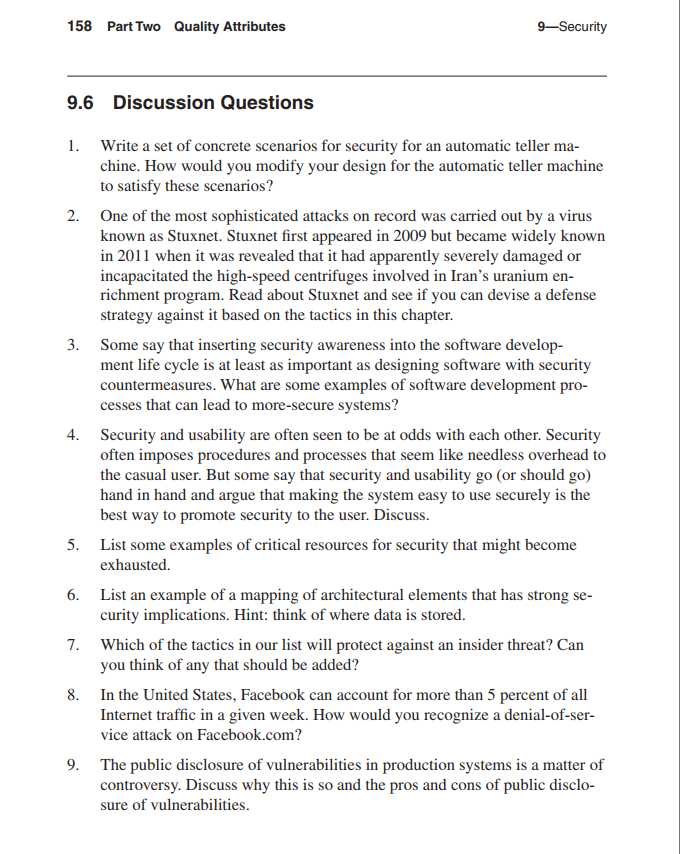 158 Part Two Quality Attributes 9—Security
9.6 Discussion Questions
1. Write a set of concrete scenarios for security for an automatic teller ma-
chine. How would you modify your design for the automatic teller machine
to satisfy these scenarios?
2. One of the most sophisticated attacks on record was carried out by a virus
known as Stuxnet. Stuxnet first appeared in 2009 but became widely known
in 2011 when it was revealed that it had apparently severely damaged or
incapacitated the high-speed centrifuges involved in Iran’s uranium en-
richment program. Read about Stuxnet and see if you can devise a defense
strategy against it based on the tactics in this chapter.
3. Some say that inserting security awareness into the software develop-
ment life cycle is at least as important as designing software with security
countermeasures. What are some examples of software development pro-
cesses that can lead to more-secure systems?
4. Security and usability are often seen to be at odds with each other. Security
often imposes procedures and processes that seem like needless overhead to
the casual user. But some say that security and usability go (or should go)
hand in hand and argue that making the system easy to use securely is the
best way to promote security to the user. Discuss.
5. List some examples of critical resources for security that might become
exhausted.
6. List an example of a mapping of architectural elements that has strong se-
curity implications. Hint: think of where data is stored.
7. Which of the tactics in our list will protect against an insider threat? Can
you think of any that should be added?
8. In the United States, Facebook can account for more than 5 percent of all
Internet traffic in a given week. How would you recognize a denial-of-ser-
vice attack on Facebook.com?
9. The public disclosure of vulnerabilities in production systems is a matter of
controversy. Discuss why this is so and the pros and cons of public disclo-
sure of vulnerabilities.